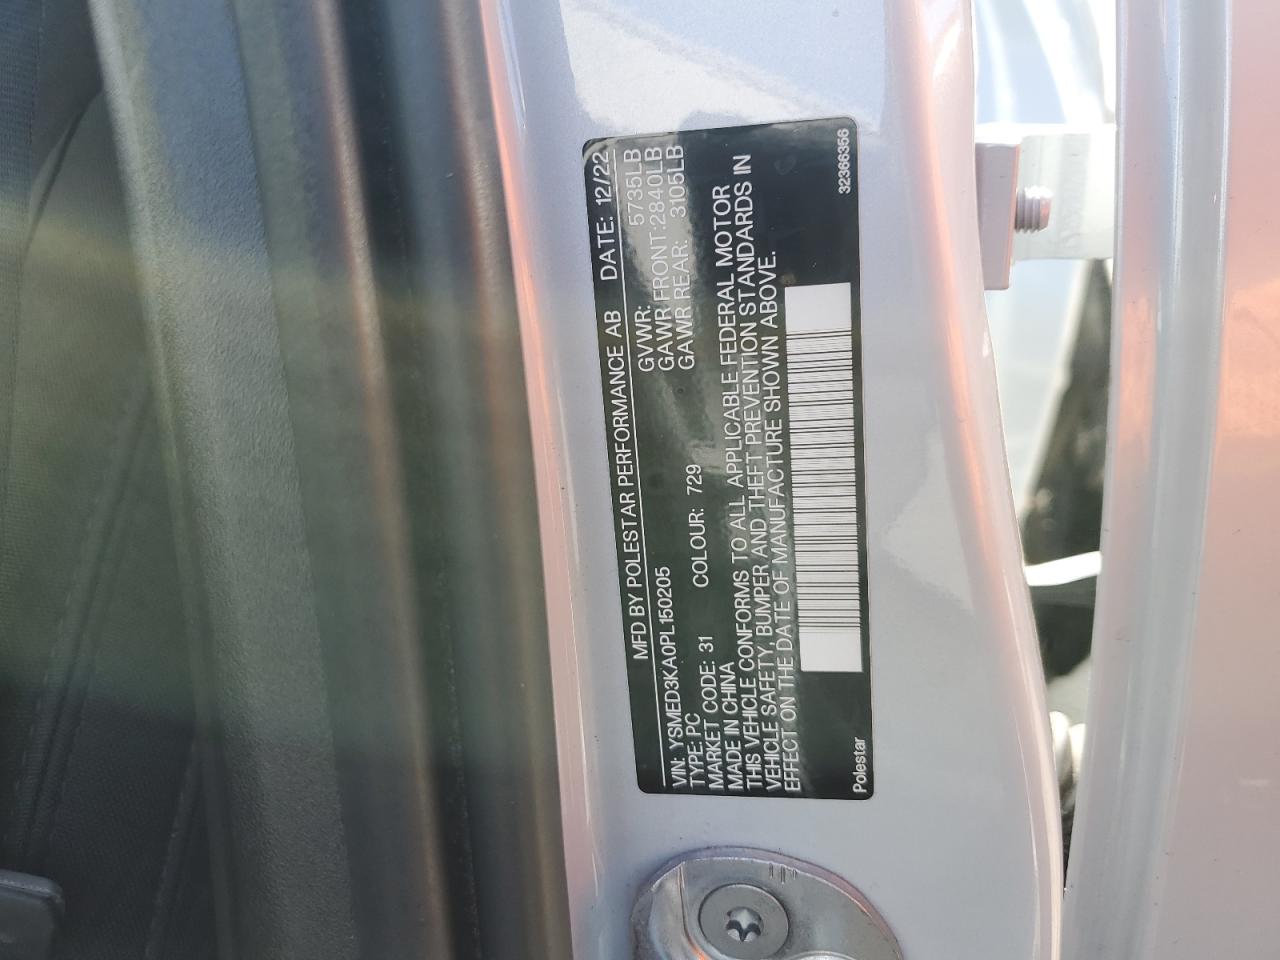 MFD BY POLESTAR PERFORMANCE AB DATE: 12/22
VIN: YSMED3KA0PL150205
TYPE: PC
MARKET CODE: 31 COLOUR: 729
MADE IN CHINA
GVWR: 5735LB
GAWR FRONT:2840LB
GAWR REAR: 3105LB
THIS VEHICLE CONFORMS TO ALL APPLICABLE FEDERAL MOTOR
VEHICLE SAFETY, BUMPER AND THEFT PREVENTION STANDARDS IN
EFFECT ON THE DATE OF MANUFACTURE SHOWN ABOVE.
Polestar
32366356